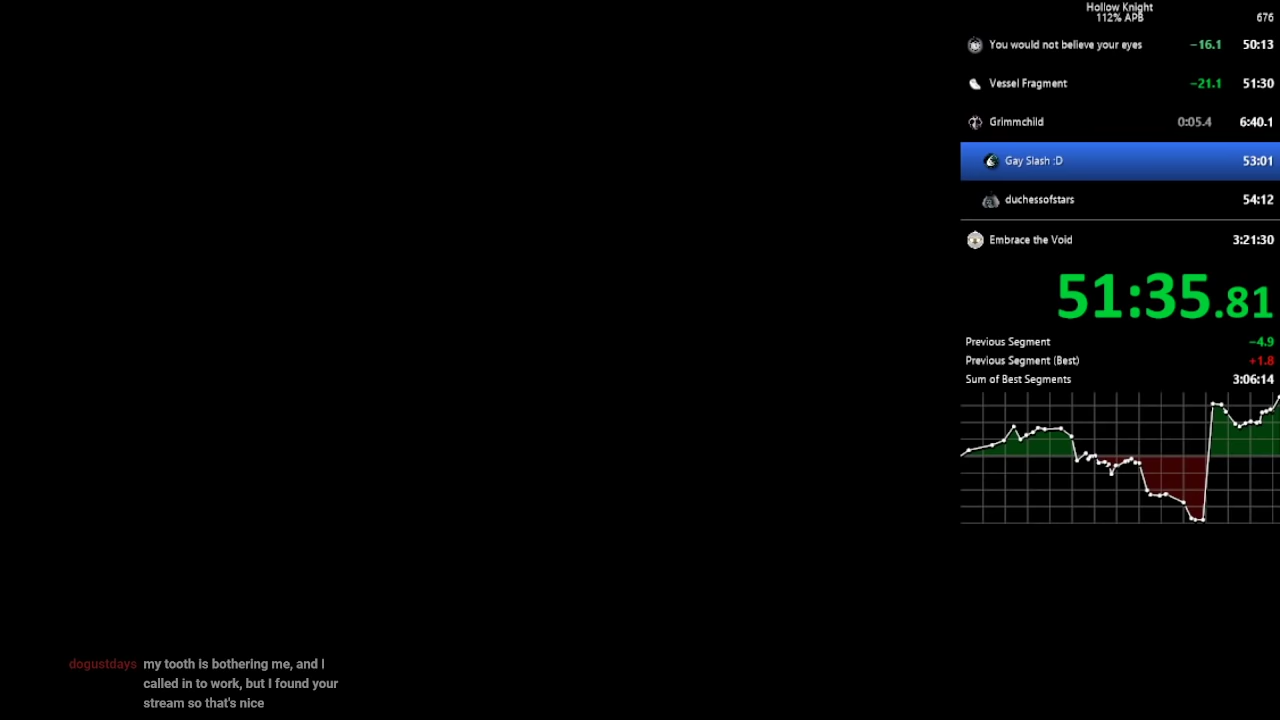 Hollow Knight
112% APB 676
You would not believe your eyes −16.1 50:13
Vessel Fragment −21.1 51:30
Grimmchild 0:05.4 6:40.1
Gay Slash :D 53:01
duchessofstars 54:12
Embrace the Void 3:21:30
51:35.81
Previous Segment −4.9
Previous Segment (Best) +1.8
Sum of Best Segments 3:06:14
dogustdays my tooth is bothering me, and I
called in to work, but I found your
stream so that's nice